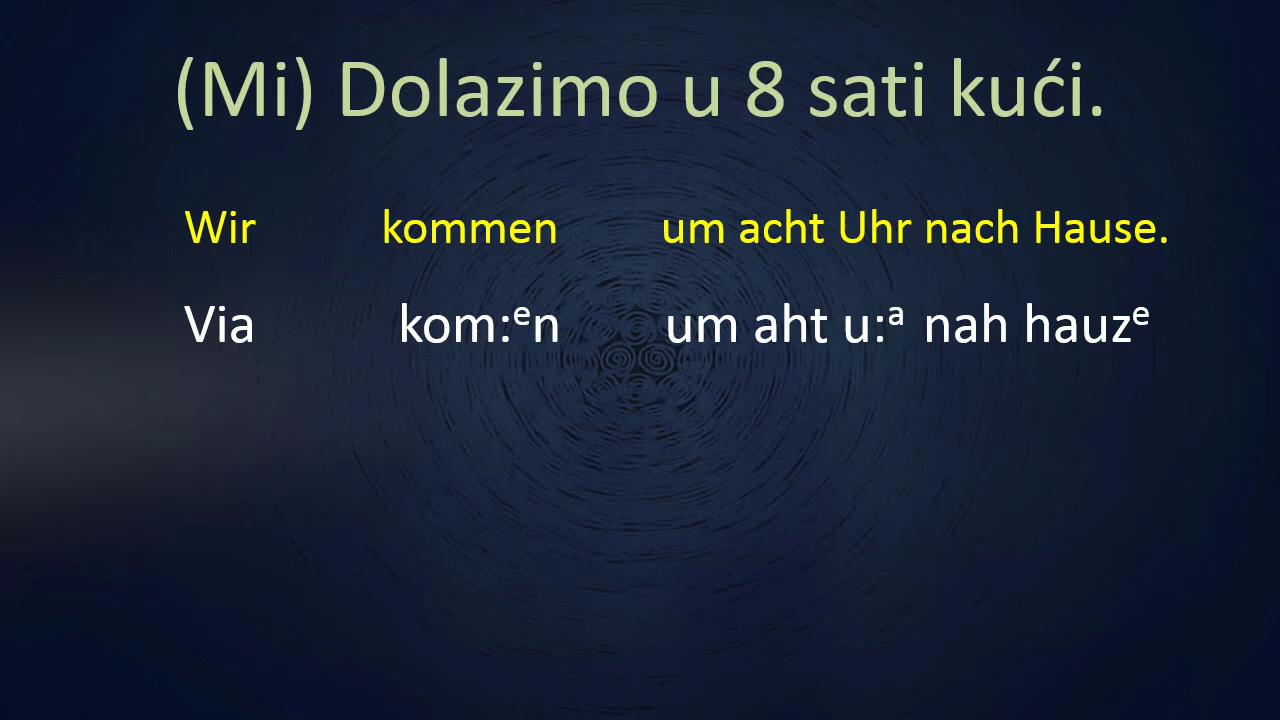 (Mi) Dolazimo u 8 sati kući.
Wir kommen um acht Uhr nach Hause.
Via kom:ᵉn um aht u:ᵃ nah hauzᵉ